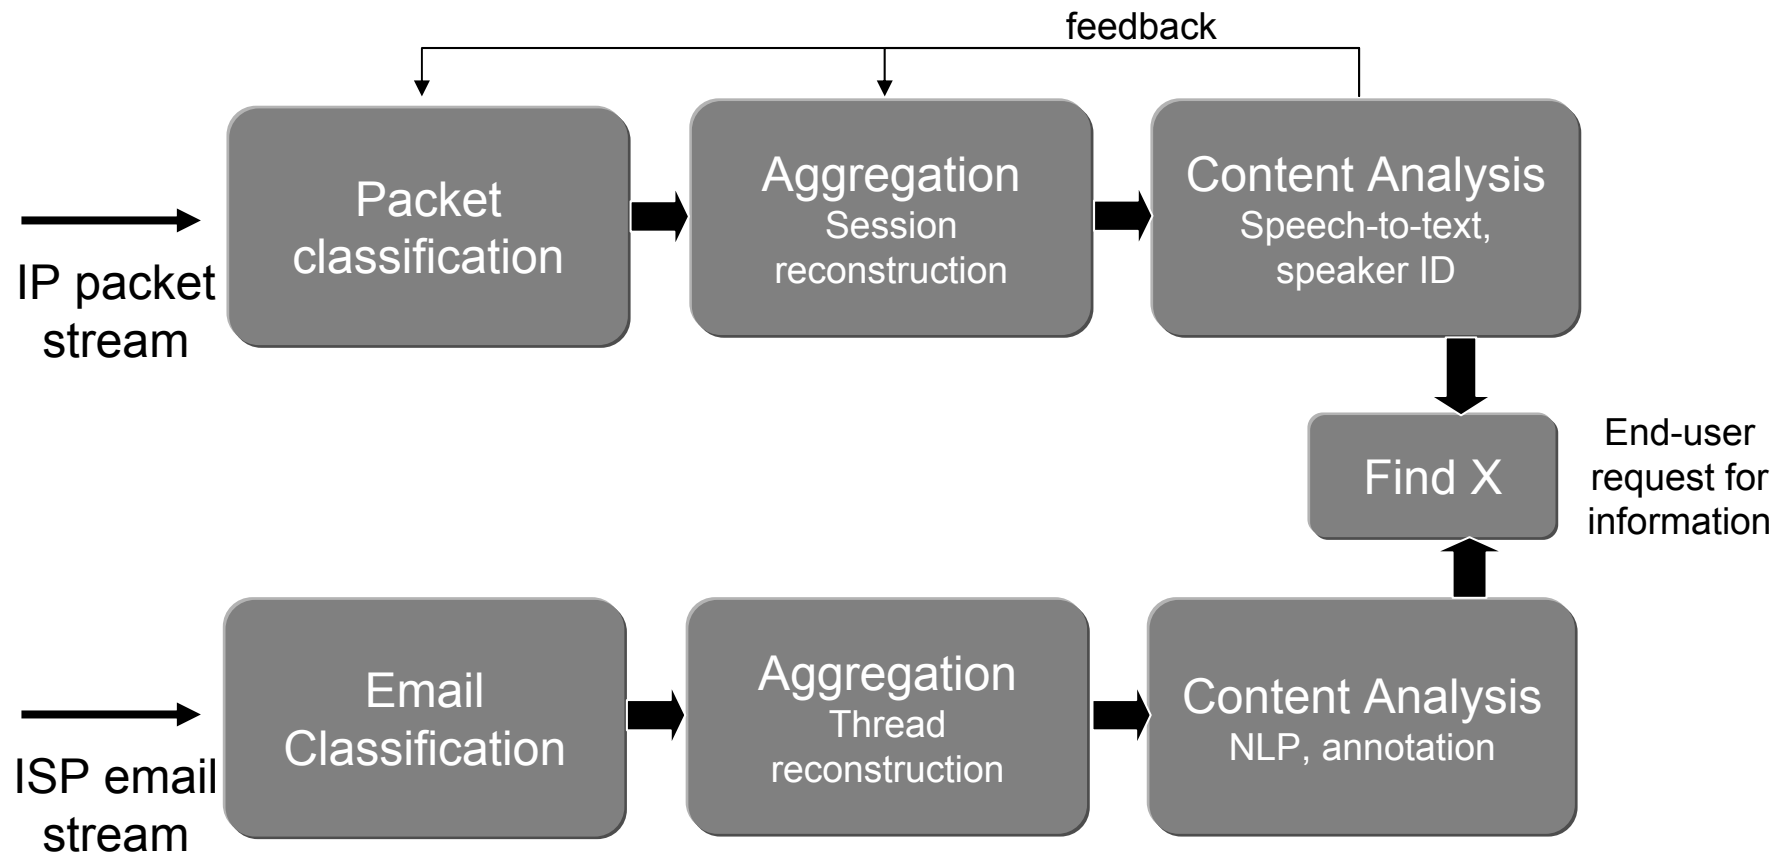 feedback
Packet
classification
Aggregation
Session
reconstruction
Content Analysis
Speech-to-text,
speaker ID
IP packet
stream
Find X
End-user
request for
information
Email
Classification
Aggregation
Thread
reconstruction
Content Analysis
NLP, annotation
ISP email
stream